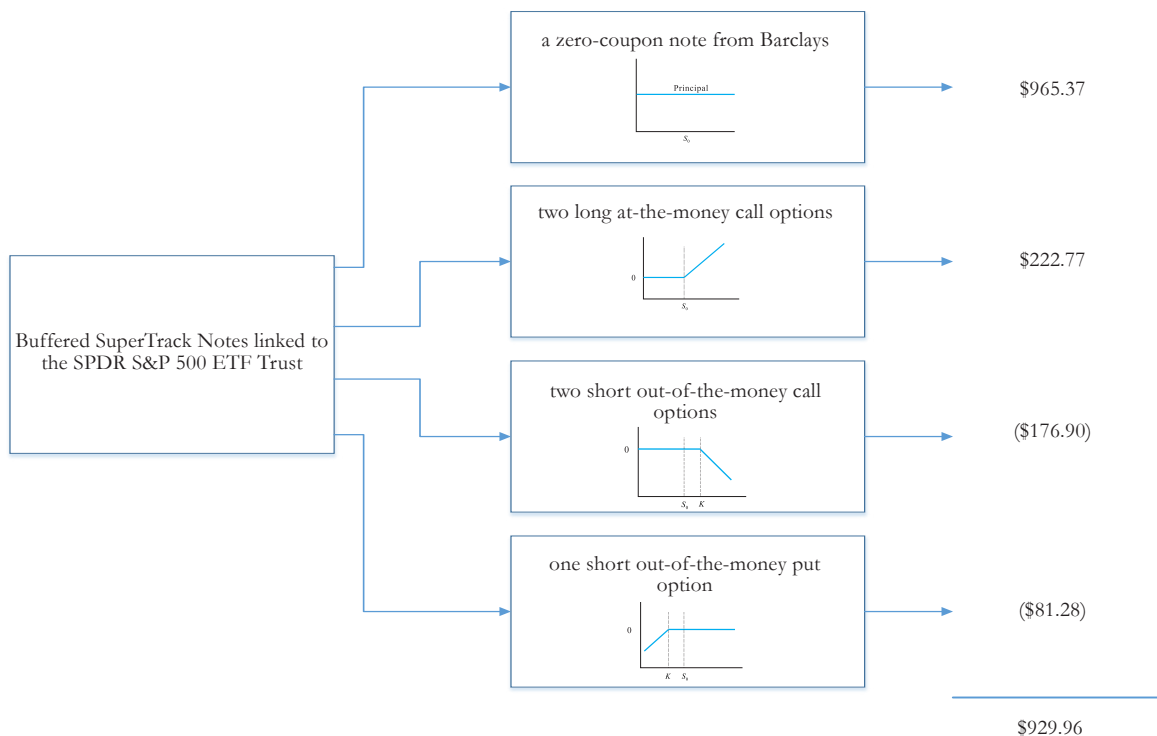 a zero-coupon note from Barclays
Principal
S₀
$965.37
two long at-the-money call options
0
S₀
$222.77
Buffered SuperTrack Notes linked to
the SPDR S&P 500 ETF Trust
two short out-of-the-money call
options
0
S₀ K
($176.90)
one short out-of-the-money put
option
0
K S₀
($81.28)
$929.96